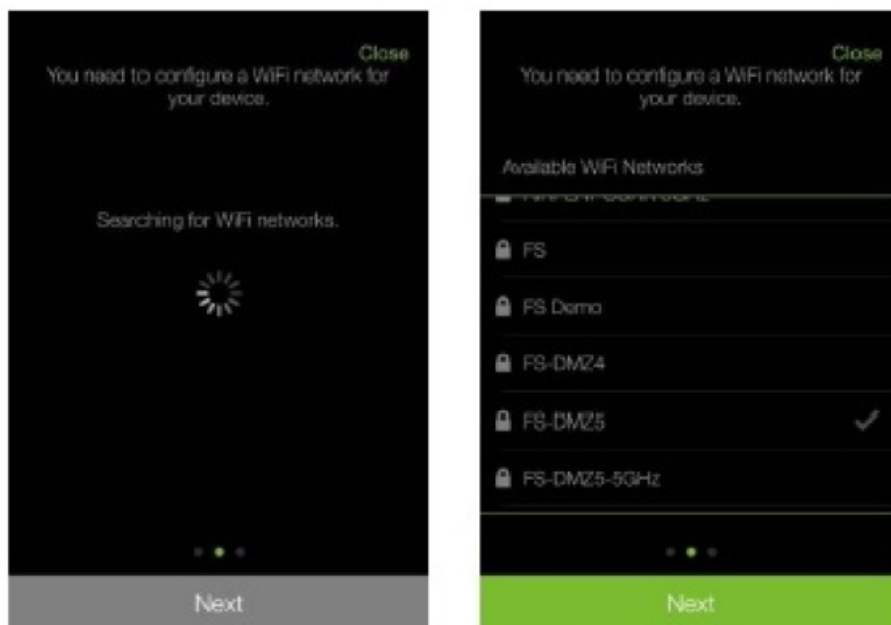 Close
You need to configure a WiFi network for
your device.
Searching for WiFi networks.
Next
Close
You need to configure a WiFi network for
your device.
Available WiFi Networks
FS
FS Demo
FS-DMZ4
FS-DMZ5
FS-DMZ5-5GHz
Next